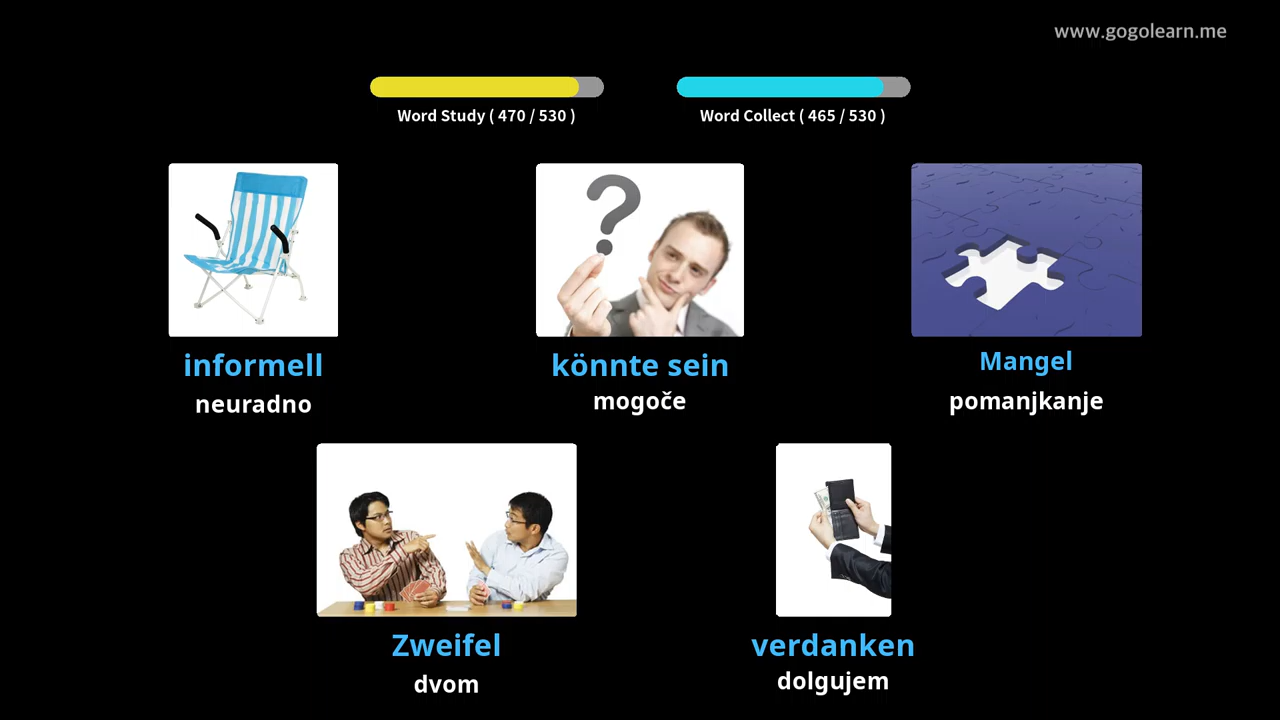 www.gogolearn.me
Word Study ( 470 / 530 )
Word Collect ( 465 / 530 )
informell
neuradno
könnte sein
mogoče
Mangel
pomanjkanje
Zweifel
dvom
verdanken
dolgujem